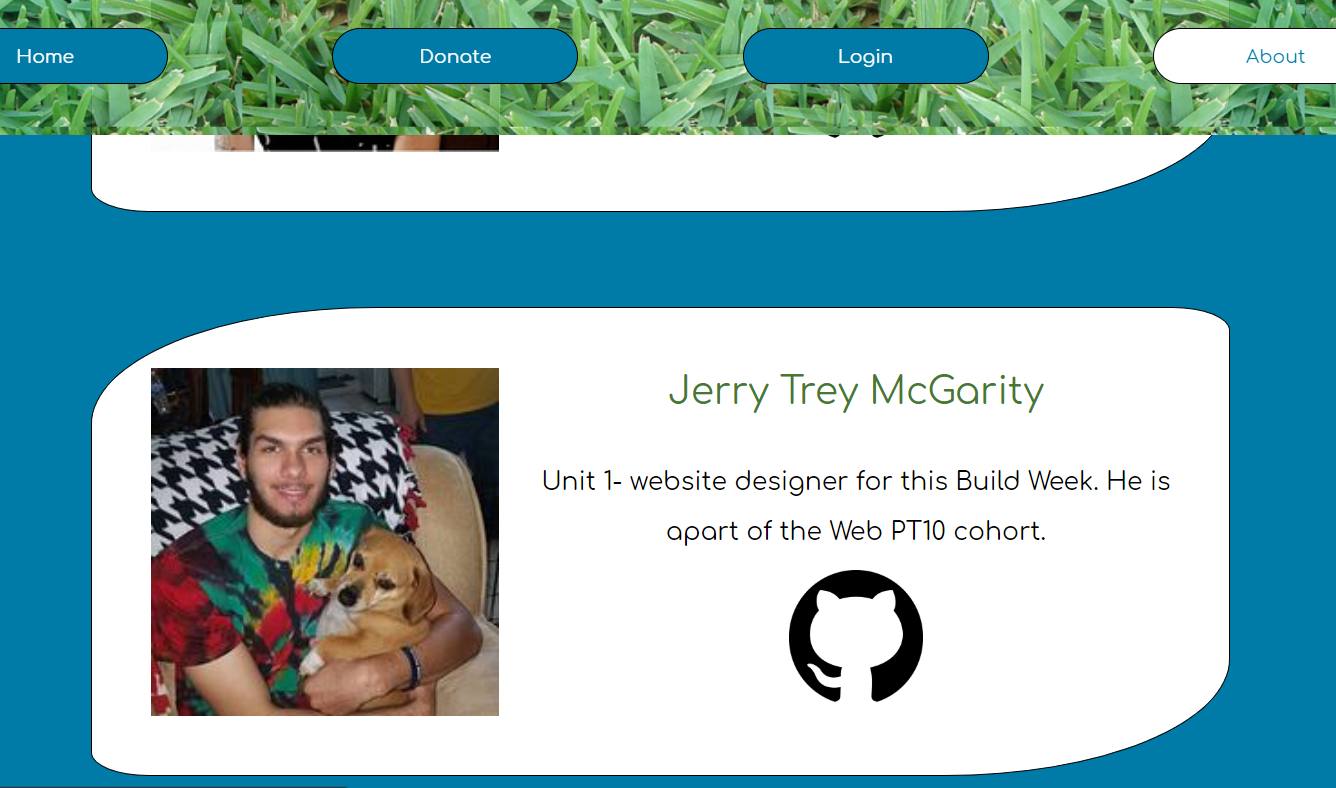 Home
Donate
Login
About
Jerry Trey McGarity
Unit 1- website designer for this Build Week. He is
apart of the Web PT10 cohort.